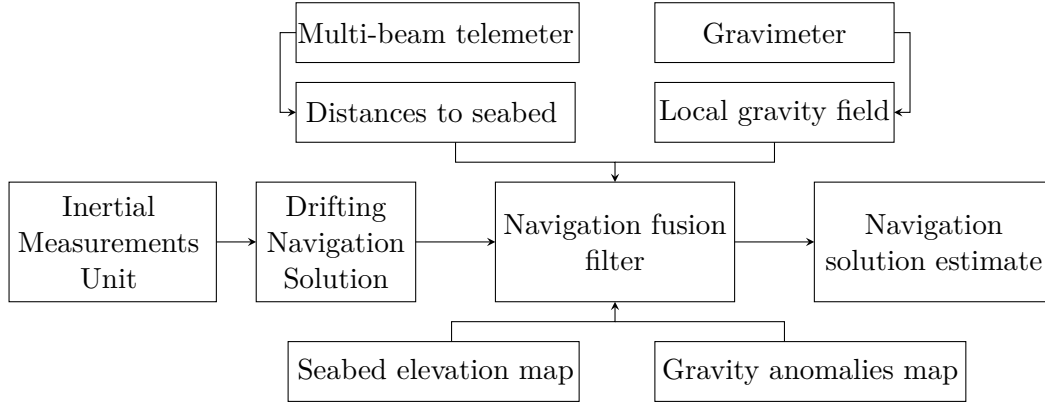 Multi-beam telemeter
Gravimeter
Distances to seabed
Local gravity field
Inertial
Measurements
Unit
Drifting
Navigation
Solution
Navigation fusion
filter
Navigation
solution estimate
Seabed elevation map
Gravity anomalies map